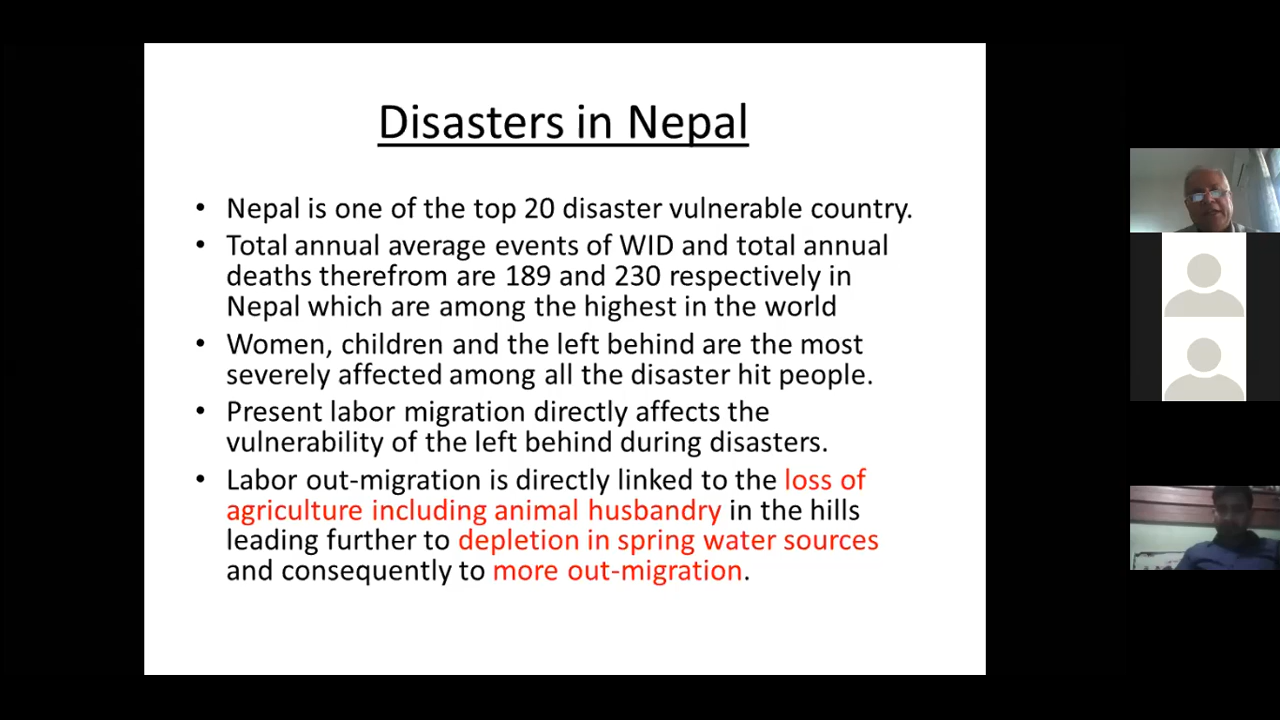 Disasters in Nepal
• Nepal is one of the top 20 disaster vulnerable country.
• Total annual average events of WID and total annual
deaths therefrom are 189 and 230 respectively in
Nepal which are among the highest in the world
• Women, children and the left behind are the most
severely affected among all the disaster hit people.
• Present labor migration directly affects the
vulnerability of the left behind during disasters.
• Labor out-migration is directly linked to the loss of
agriculture including animal husbandry in the hills
leading further to depletion in spring water sources
and consequently to more out-migration.